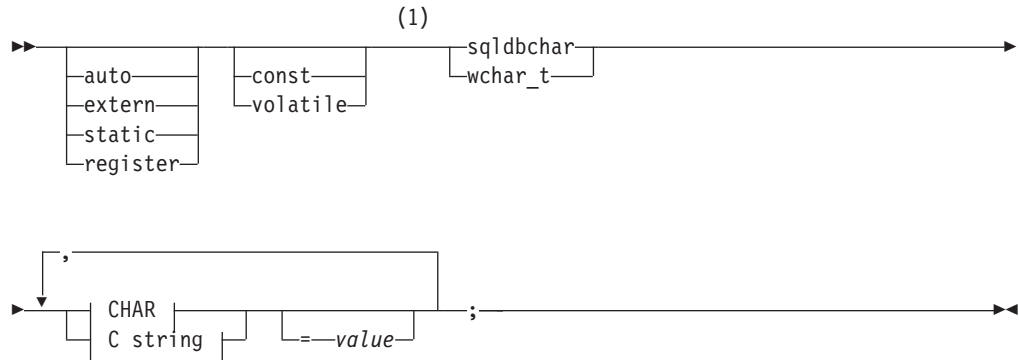 (1)
sqldbchar
auto const wchar_t
extern volatile
static
register
,
CHAR ;
C string = value